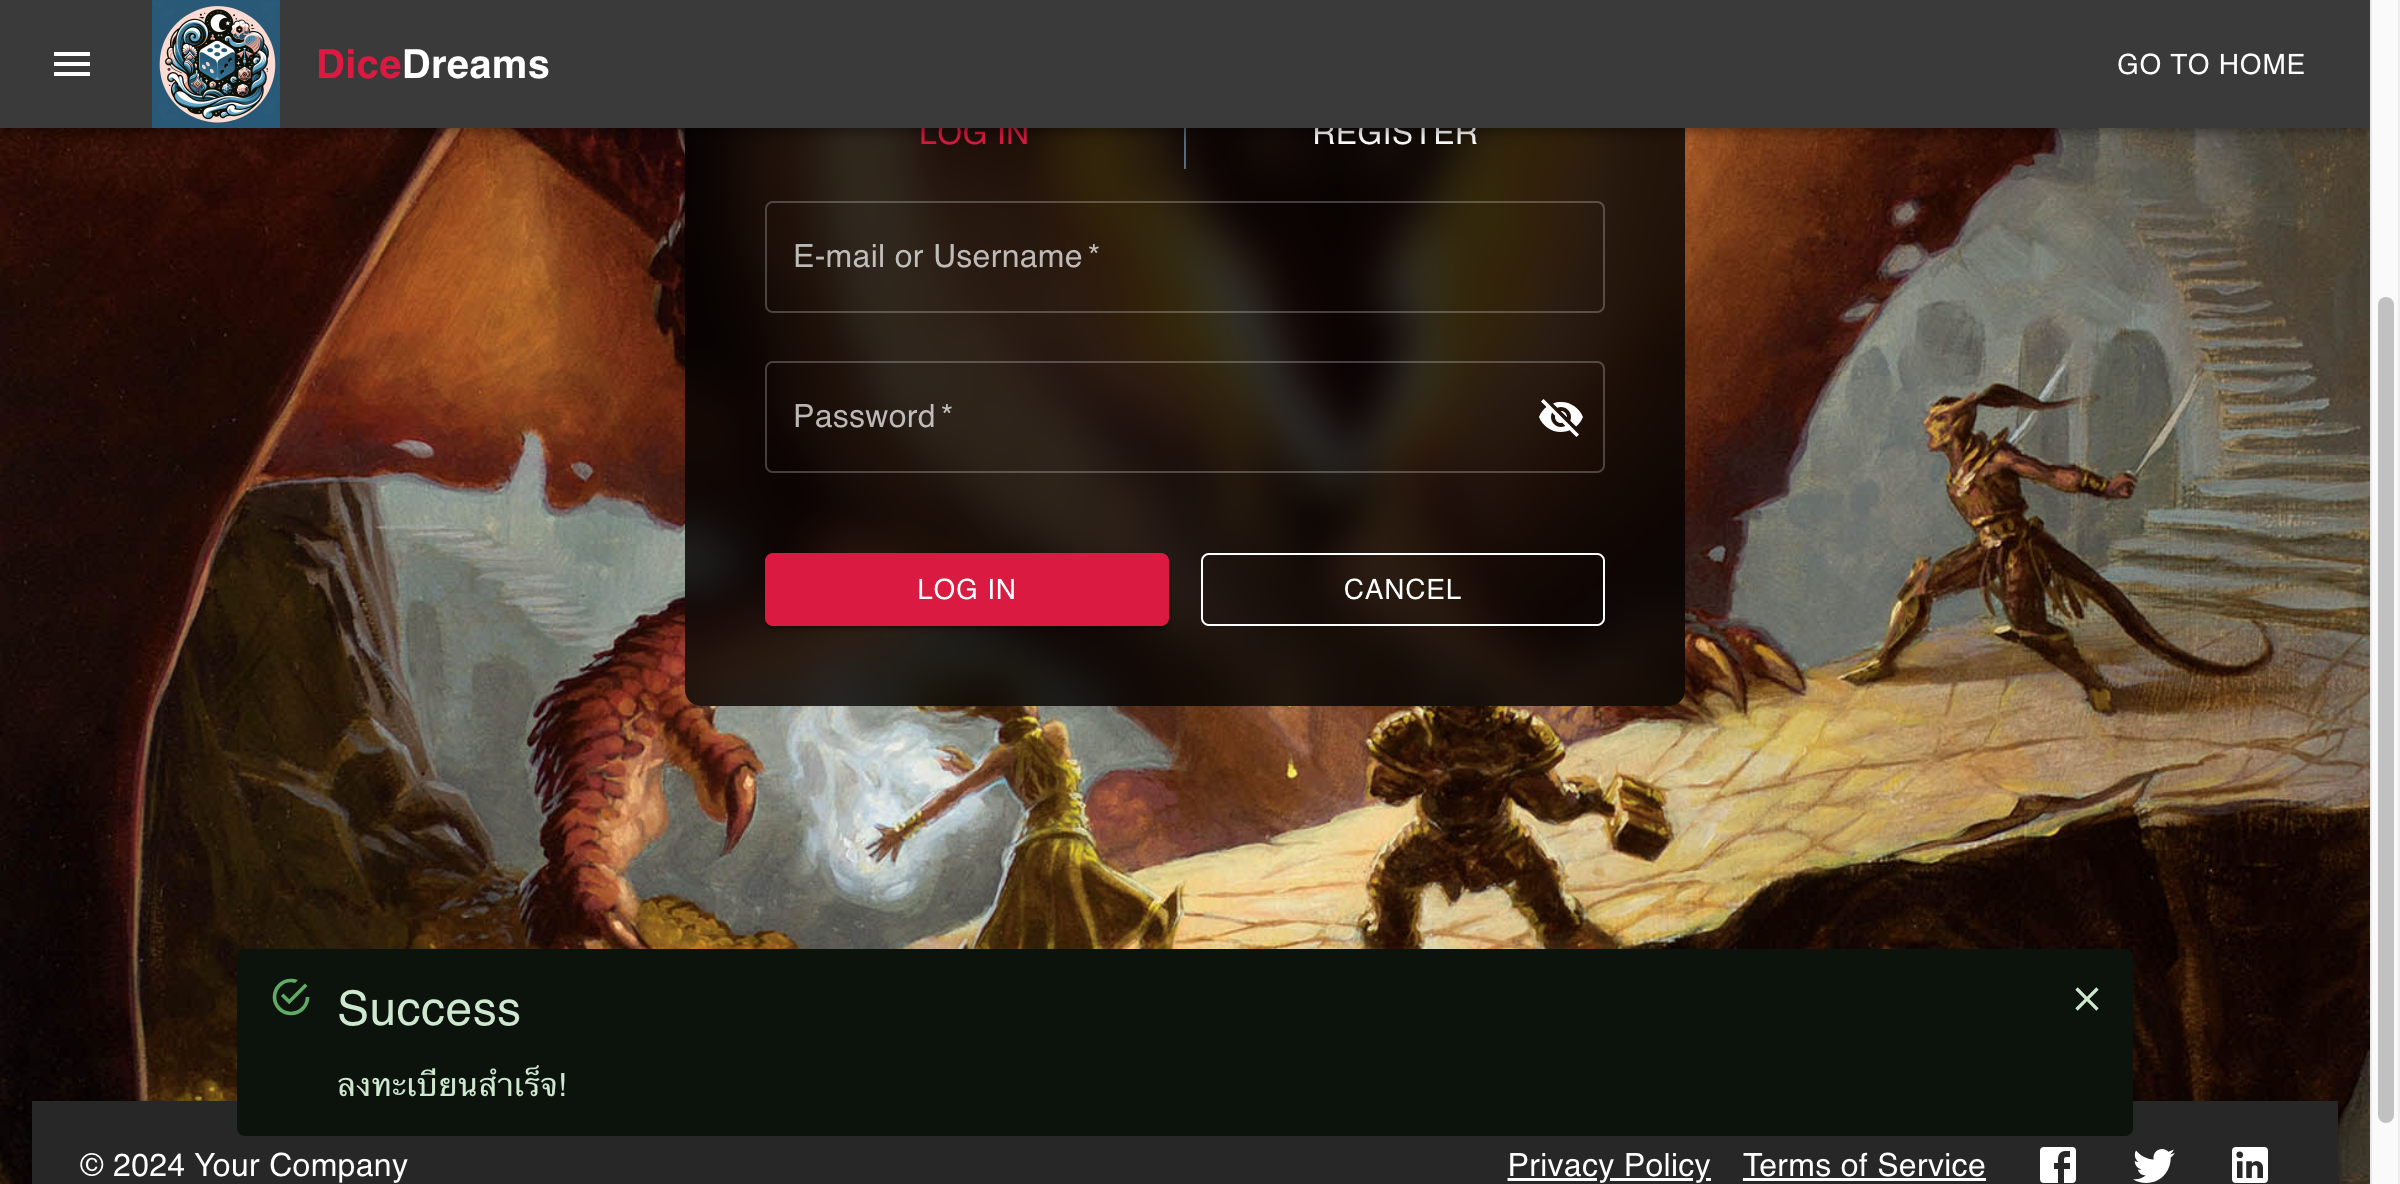 DiceDreams
GO TO HOME
LOG IN
REGISTER
E-mail or Username *
Password *
LOG IN
CANCEL
Success
ลงทะเบียนสำเร็จ!
© 2024 Your Company
Privacy Policy
Terms of Service